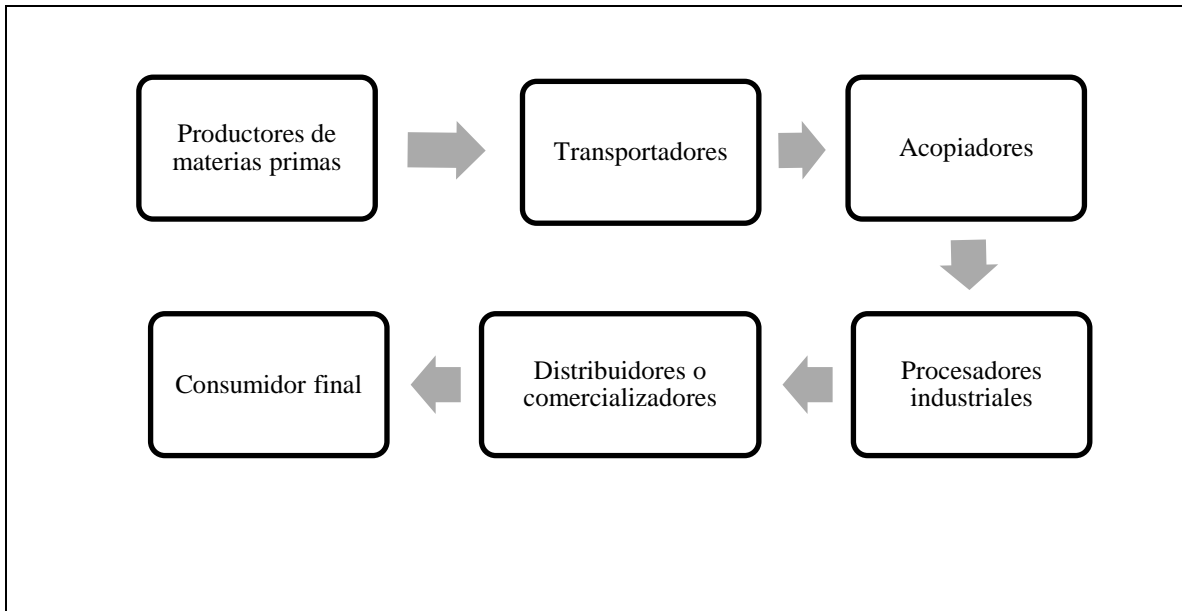 Productores de
materias primas
Transportadores
Acopiadores
Procesadores
industriales
Distribuidores o
comercializadores
Consumidor final